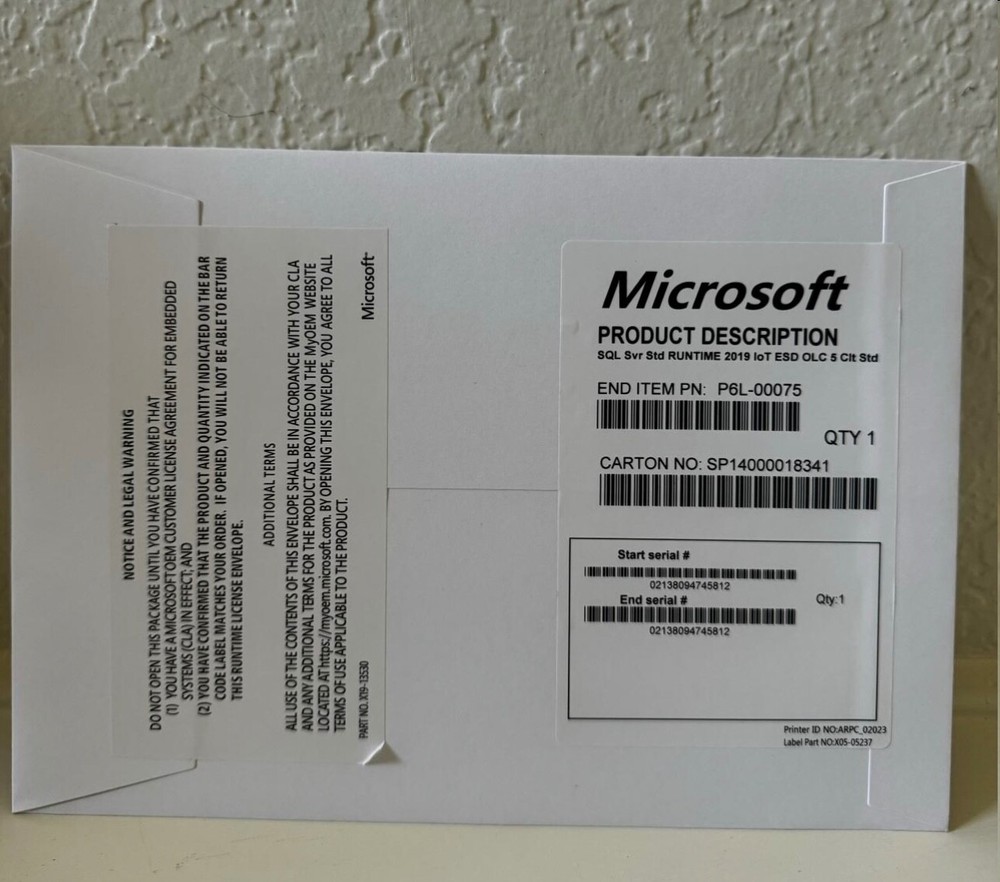 NOTICE AND LEGAL WARNING
DO NOT OPEN THIS PACKAGE UNTIL YOU HAVE CONFIRMED THAT
(1) YOU HAVE A MICROSOFT OEM CUSTOMER LICENSE AGREEMENT FOR EMBEDDED
SYSTEMS (CLA) IN EFFECT; AND
(2) YOU HAVE CONFIRMED THAT THE PRODUCT AND QUANTITY INDICATED ON THE BAR
CODE LABEL MATCHES YOUR ORDER. IF OPENED, YOU WILL NOT BE ABLE TO RETURN
THIS RUNTIME LICENSE ENVELOPE.
ADDITIONAL TERMS
ALL USE OF THE CONTENTS OF THIS ENVELOPE SHALL BE IN ACCORDANCE WITH YOUR CLA
AND ANY ADDITIONAL TERMS FOR THE PRODUCT AS PROVIDED ON THE MyOEM WEBSITE
LOCATED AT https://myoem.microsoft.com. BY OPENING THIS ENVELOPE, YOU AGREE TO ALL
TERMS OF USE APPLICABLE TO THE PRODUCT.
PART NO. X19-13530
Microsoft
Microsoft
PRODUCT DESCRIPTION
SQL Svr Std RUNTIME 2019 IoT ESD OLC 5 Clt Std
END ITEM PN: P6L-00075
QTY 1
CARTON NO: SP14000018341
Start serial #
02138094745812
End serial #
Qty:1
02138094745812
Printer ID NO:ARPC_02023
Label Part NO:X05-05237